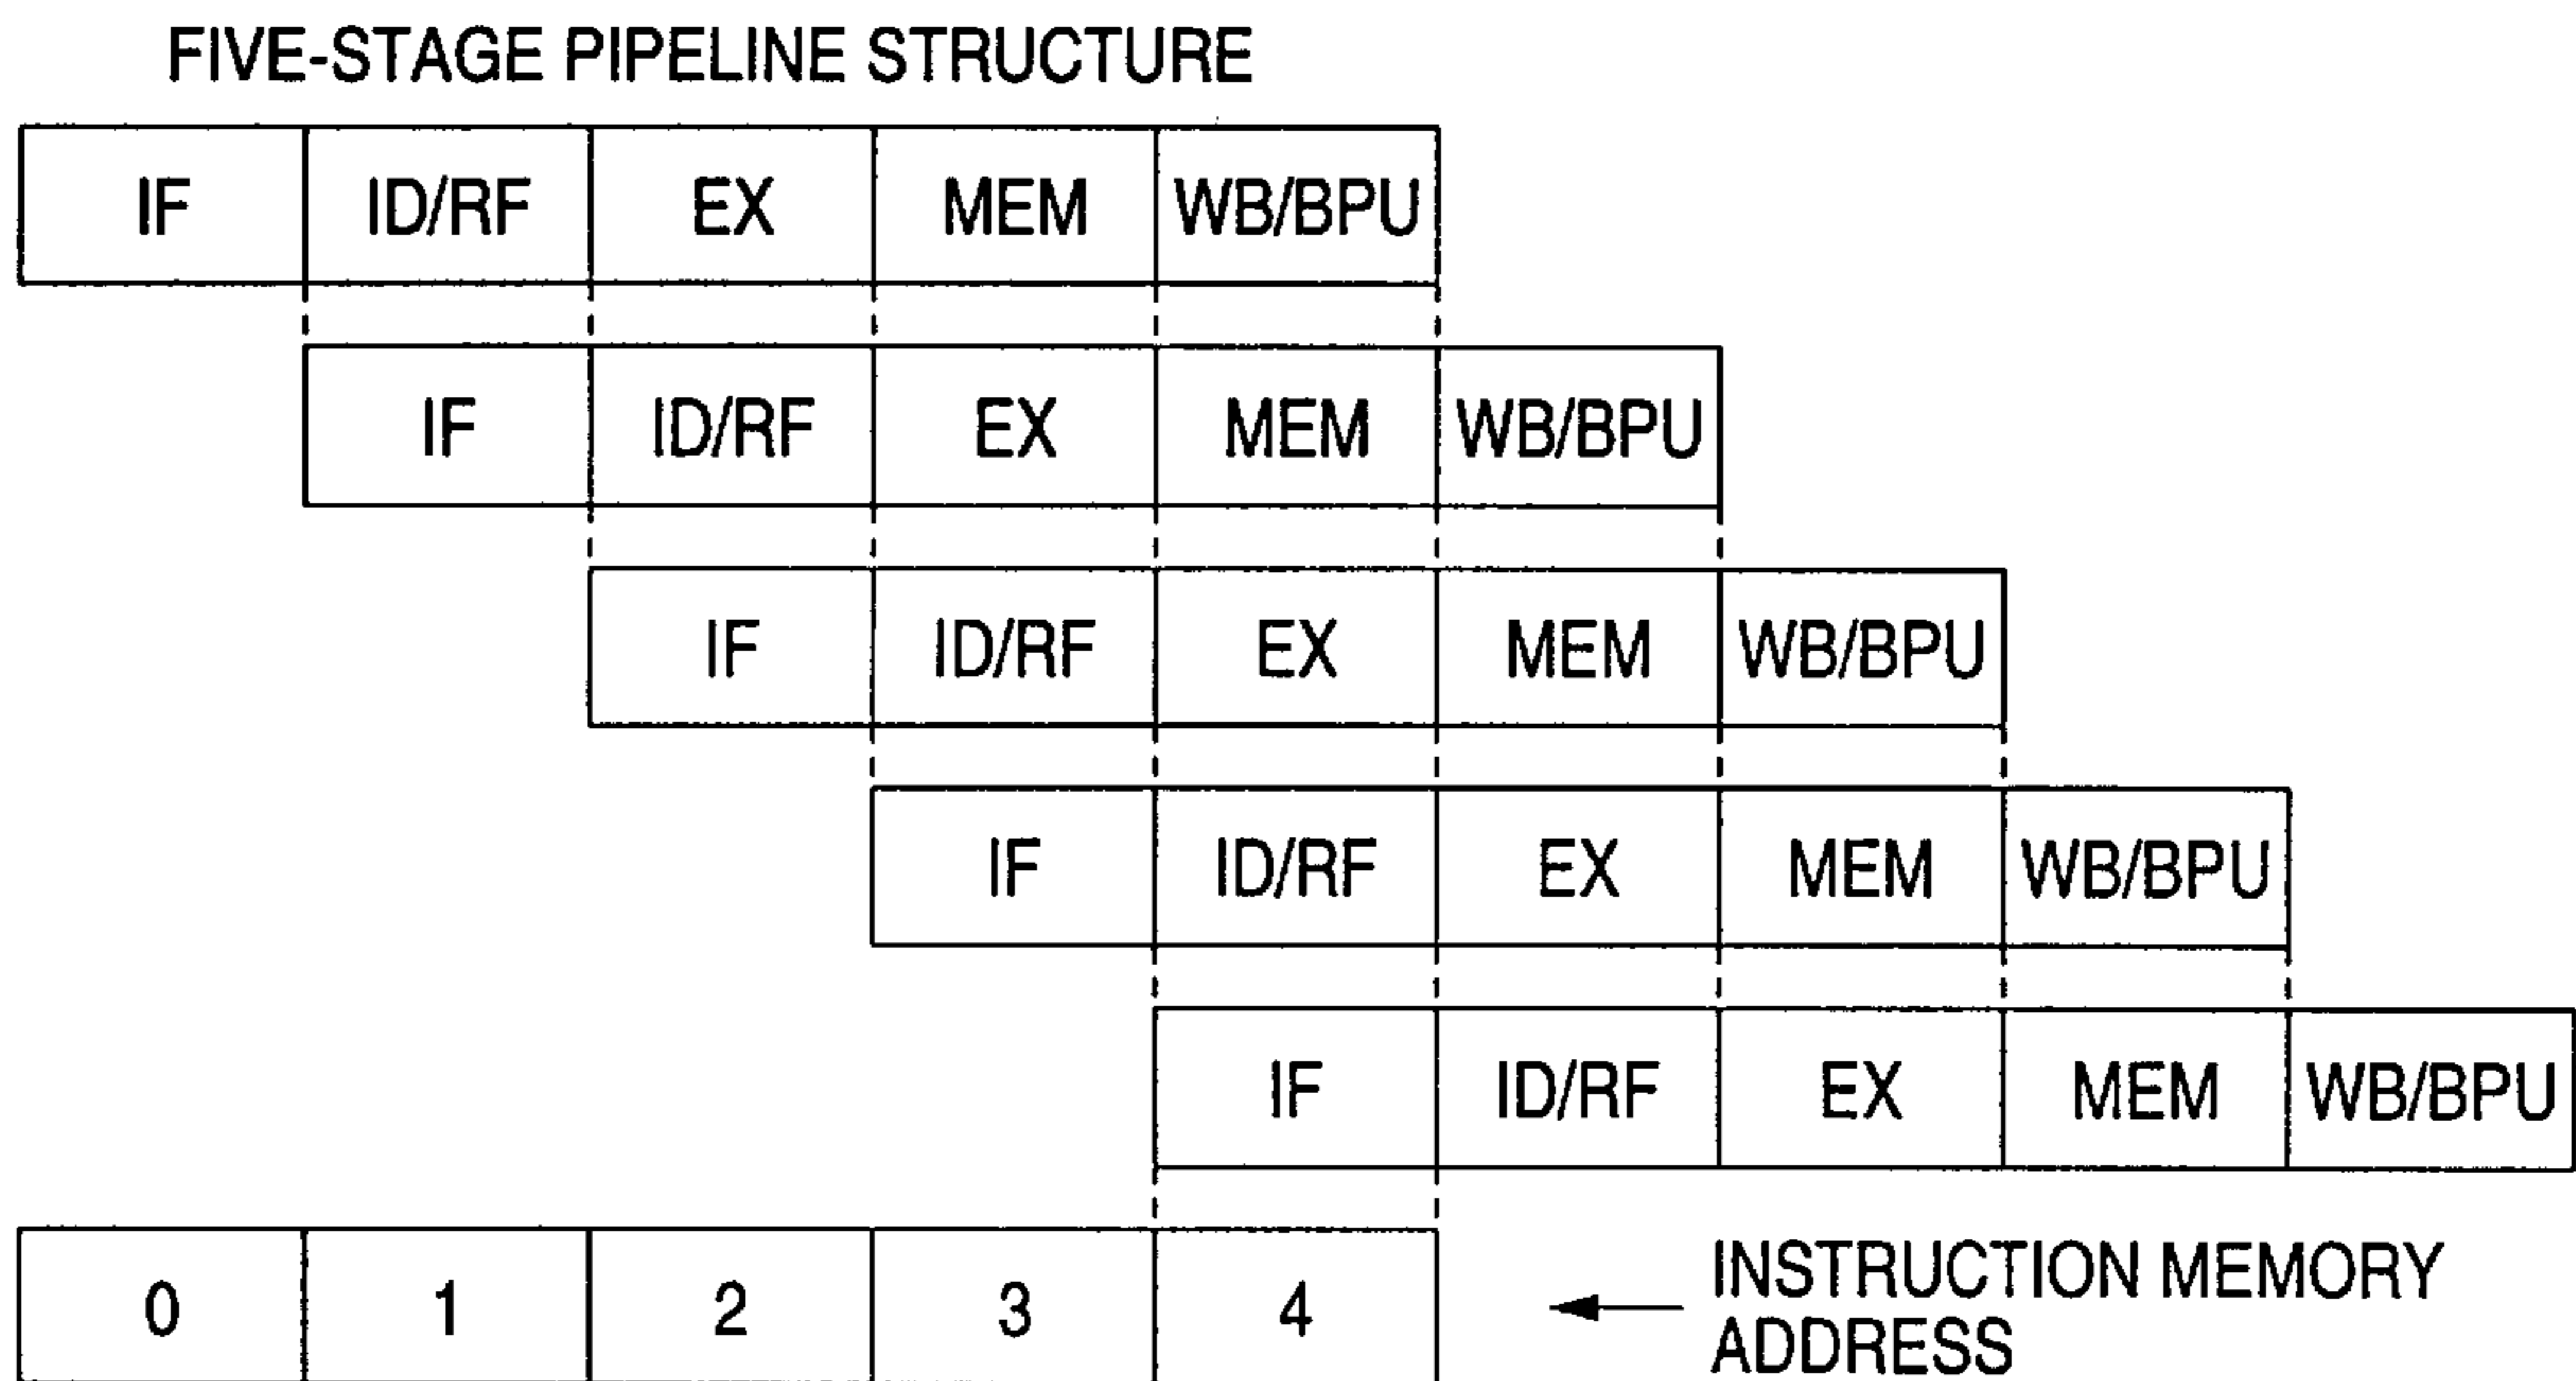 FIVE-STAGE PIPELINE STRUCTURE
IF ID/RF EX MEM WB/BPU
IF ID/RF EX MEM WB/BPU
IF ID/RF EX MEM WB/BPU
IF ID/RF EX MEM WB/BPU
IF ID/RF EX MEM WB/BPU
0 1 2 3 4
INSTRUCTION MEMORY
ADDRESS